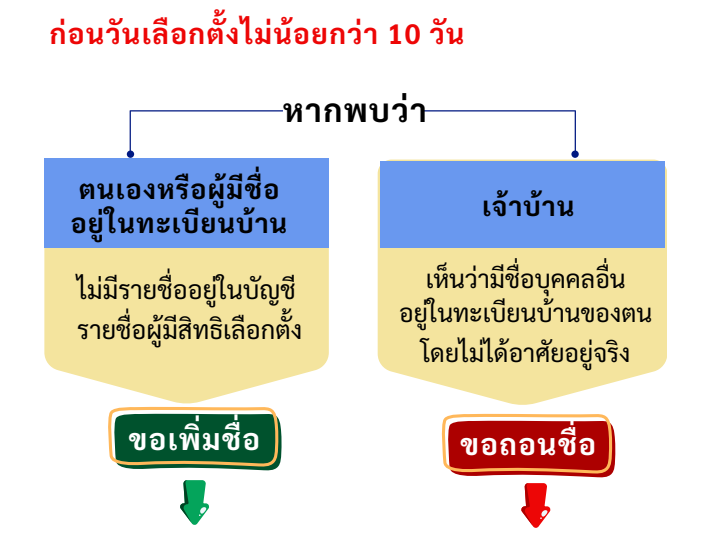 ก่อนวันเลือกตั้งไม่น้อยกว่า 10 วัน
หากพบว่า
ตนเองหรือผู้มีชื่อ
อยู่ในทะเบียนบ้าน
ไม่มีรายชื่ออยู่ในบัญชี
รายชื่อผู้มีสิทธิเลือกตั้ง
ขอเพิ่มชื่อ
เจ้าบ้าน
เห็นว่ามีชื่อบุคคลอื่น
อยู่ในทะเบียนบ้านของตน
โดยไม่ได้อาศัยอยู่จริง
ขอถอนชื่อ